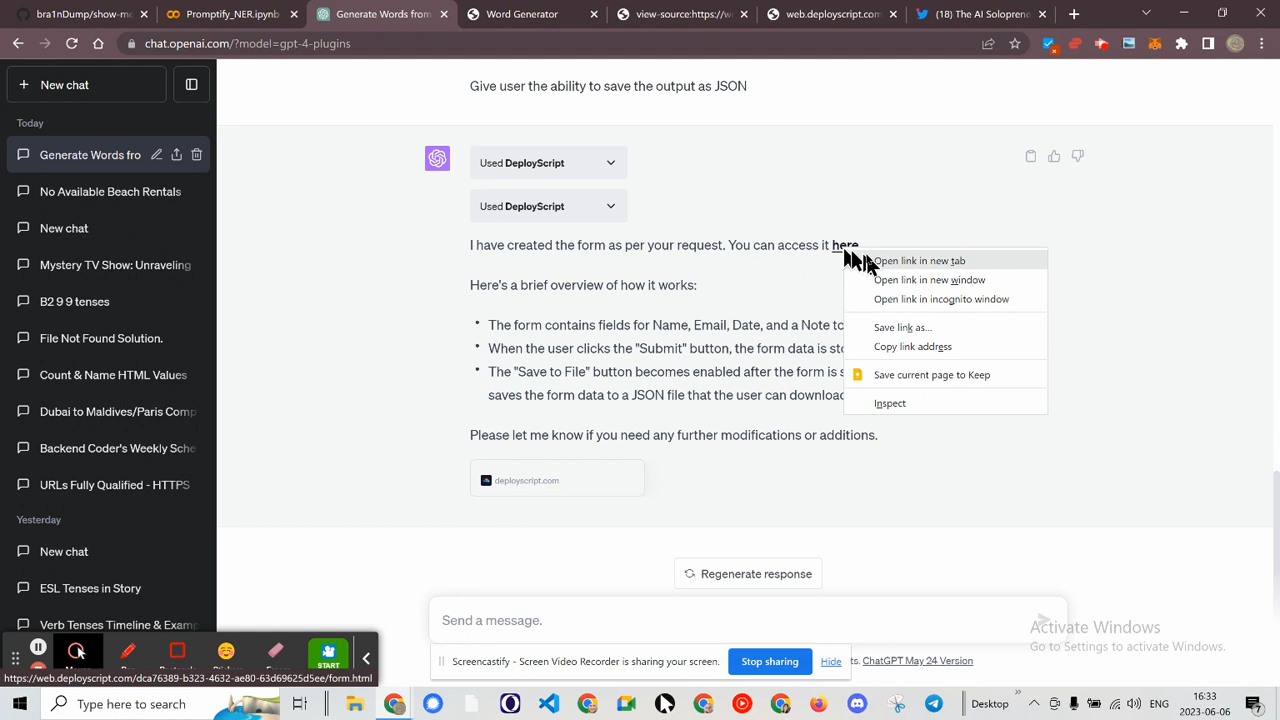 bra1nDump's show-me
Promptify_NER.ipynb
Generate Words from
Word Generator
view-source:https://w
web.deployscript.com
(18) The AI Soloprene
chat.openai.com/?model=gpt-4-plugins
New chat
Today
Generate Words fro
No Available Beach Rentals
New chat
Mystery TV Show: Unraveling
B2 9 9 tenses
File Not Found Solution.
Count & Name HTML Values
Dubai to Maldives/Paris Comp
Backend Coder's Weekly Sche
URLs Fully Qualified - HTTPS
Yesterday
New chat
ESL Tenses in Story
Verb Tenses Timeline & Examp
START
https://web.deployscript.com/dca76389-b323-4632-ae80-63d69625d5ee/form.html
Give user the ability to save the output as JSON
Used DeployScript
Used DeployScript
I have created the form as per your request. You can access it here
Here's a brief overview of how it works:
• The form contains fields for Name, Email, Date, and a Note to
• When the user clicks the "Submit" button, the form data is sto
• The "Save to File" button becomes enabled after the form is s
saves the form data to a JSON file that the user can download
Please let me know if you need any further modifications or additions.
deployscript.com
Open link in new tab
Open link in new window
Open link in incognito window
Save link as...
Copy link address
Save current page to Keep
Inspect
Regenerate response
Send a message.
Screencastify - Screen Video Recorder is sharing your screen.
Stop sharing
Hide
ts. ChatGPT May 24 Version
Activate Windows
Go to Settings to activate Windows.
Type here to search
Desktop
ENG
16:33
2023-06-06
7